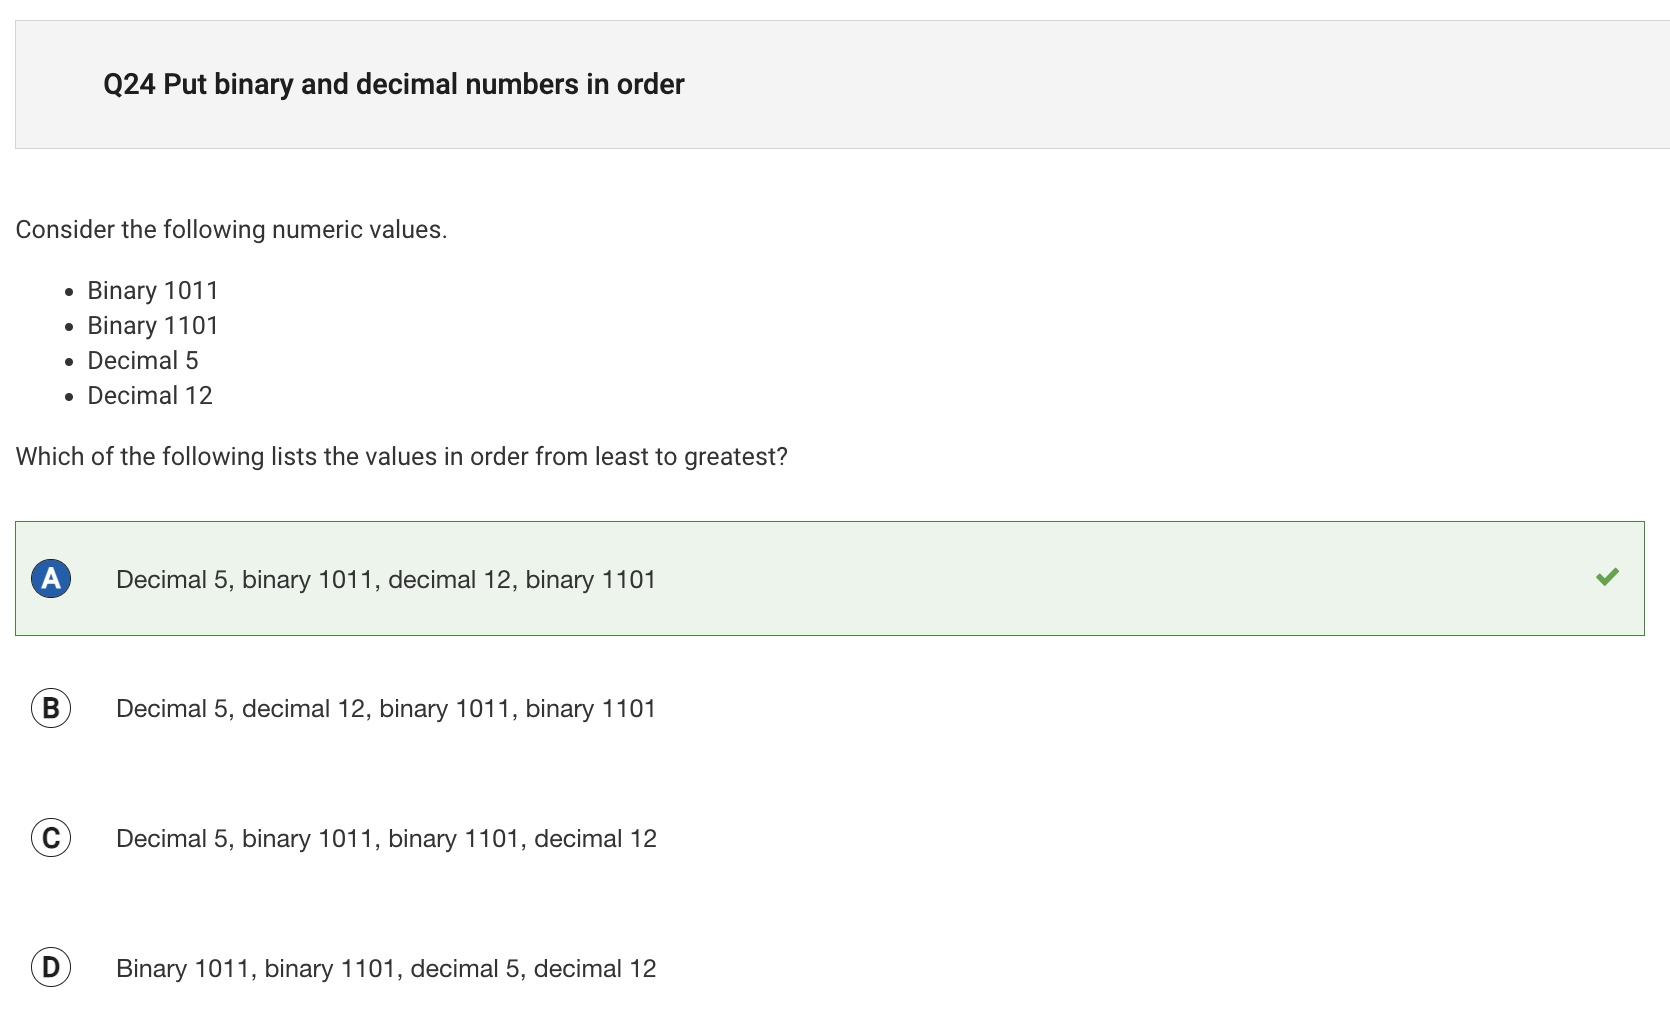 Q24 Put binary and decimal numbers in order
Consider the following numeric values.
• Binary 1011
• Binary 1101
• Decimal 5
• Decimal 12
Which of the following lists the values in order from least to greatest?
A Decimal 5, binary 1011, decimal 12, binary 1101
B Decimal 5, decimal 12, binary 1011, binary 1101
C Decimal 5, binary 1011, binary 1101, decimal 12
D Binary 1011, binary 1101, decimal 5, decimal 12